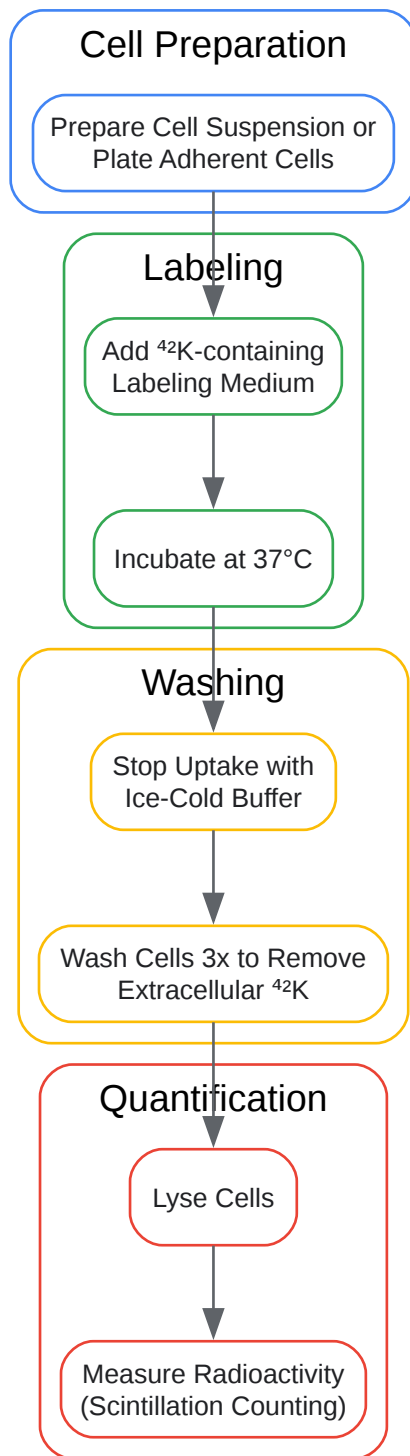 Cell Preparation
Prepare Cell Suspension or
Plate Adherent Cells
Labeling
Add ⁴²K-containing
Labeling Medium
Incubate at 37°C
Washing
Stop Uptake with
Ice-Cold Buffer
Wash Cells 3x to Remove
Extracellular ⁴²K
Quantification
Lyse Cells
Measure Radioactivity
(Scintillation Counting)